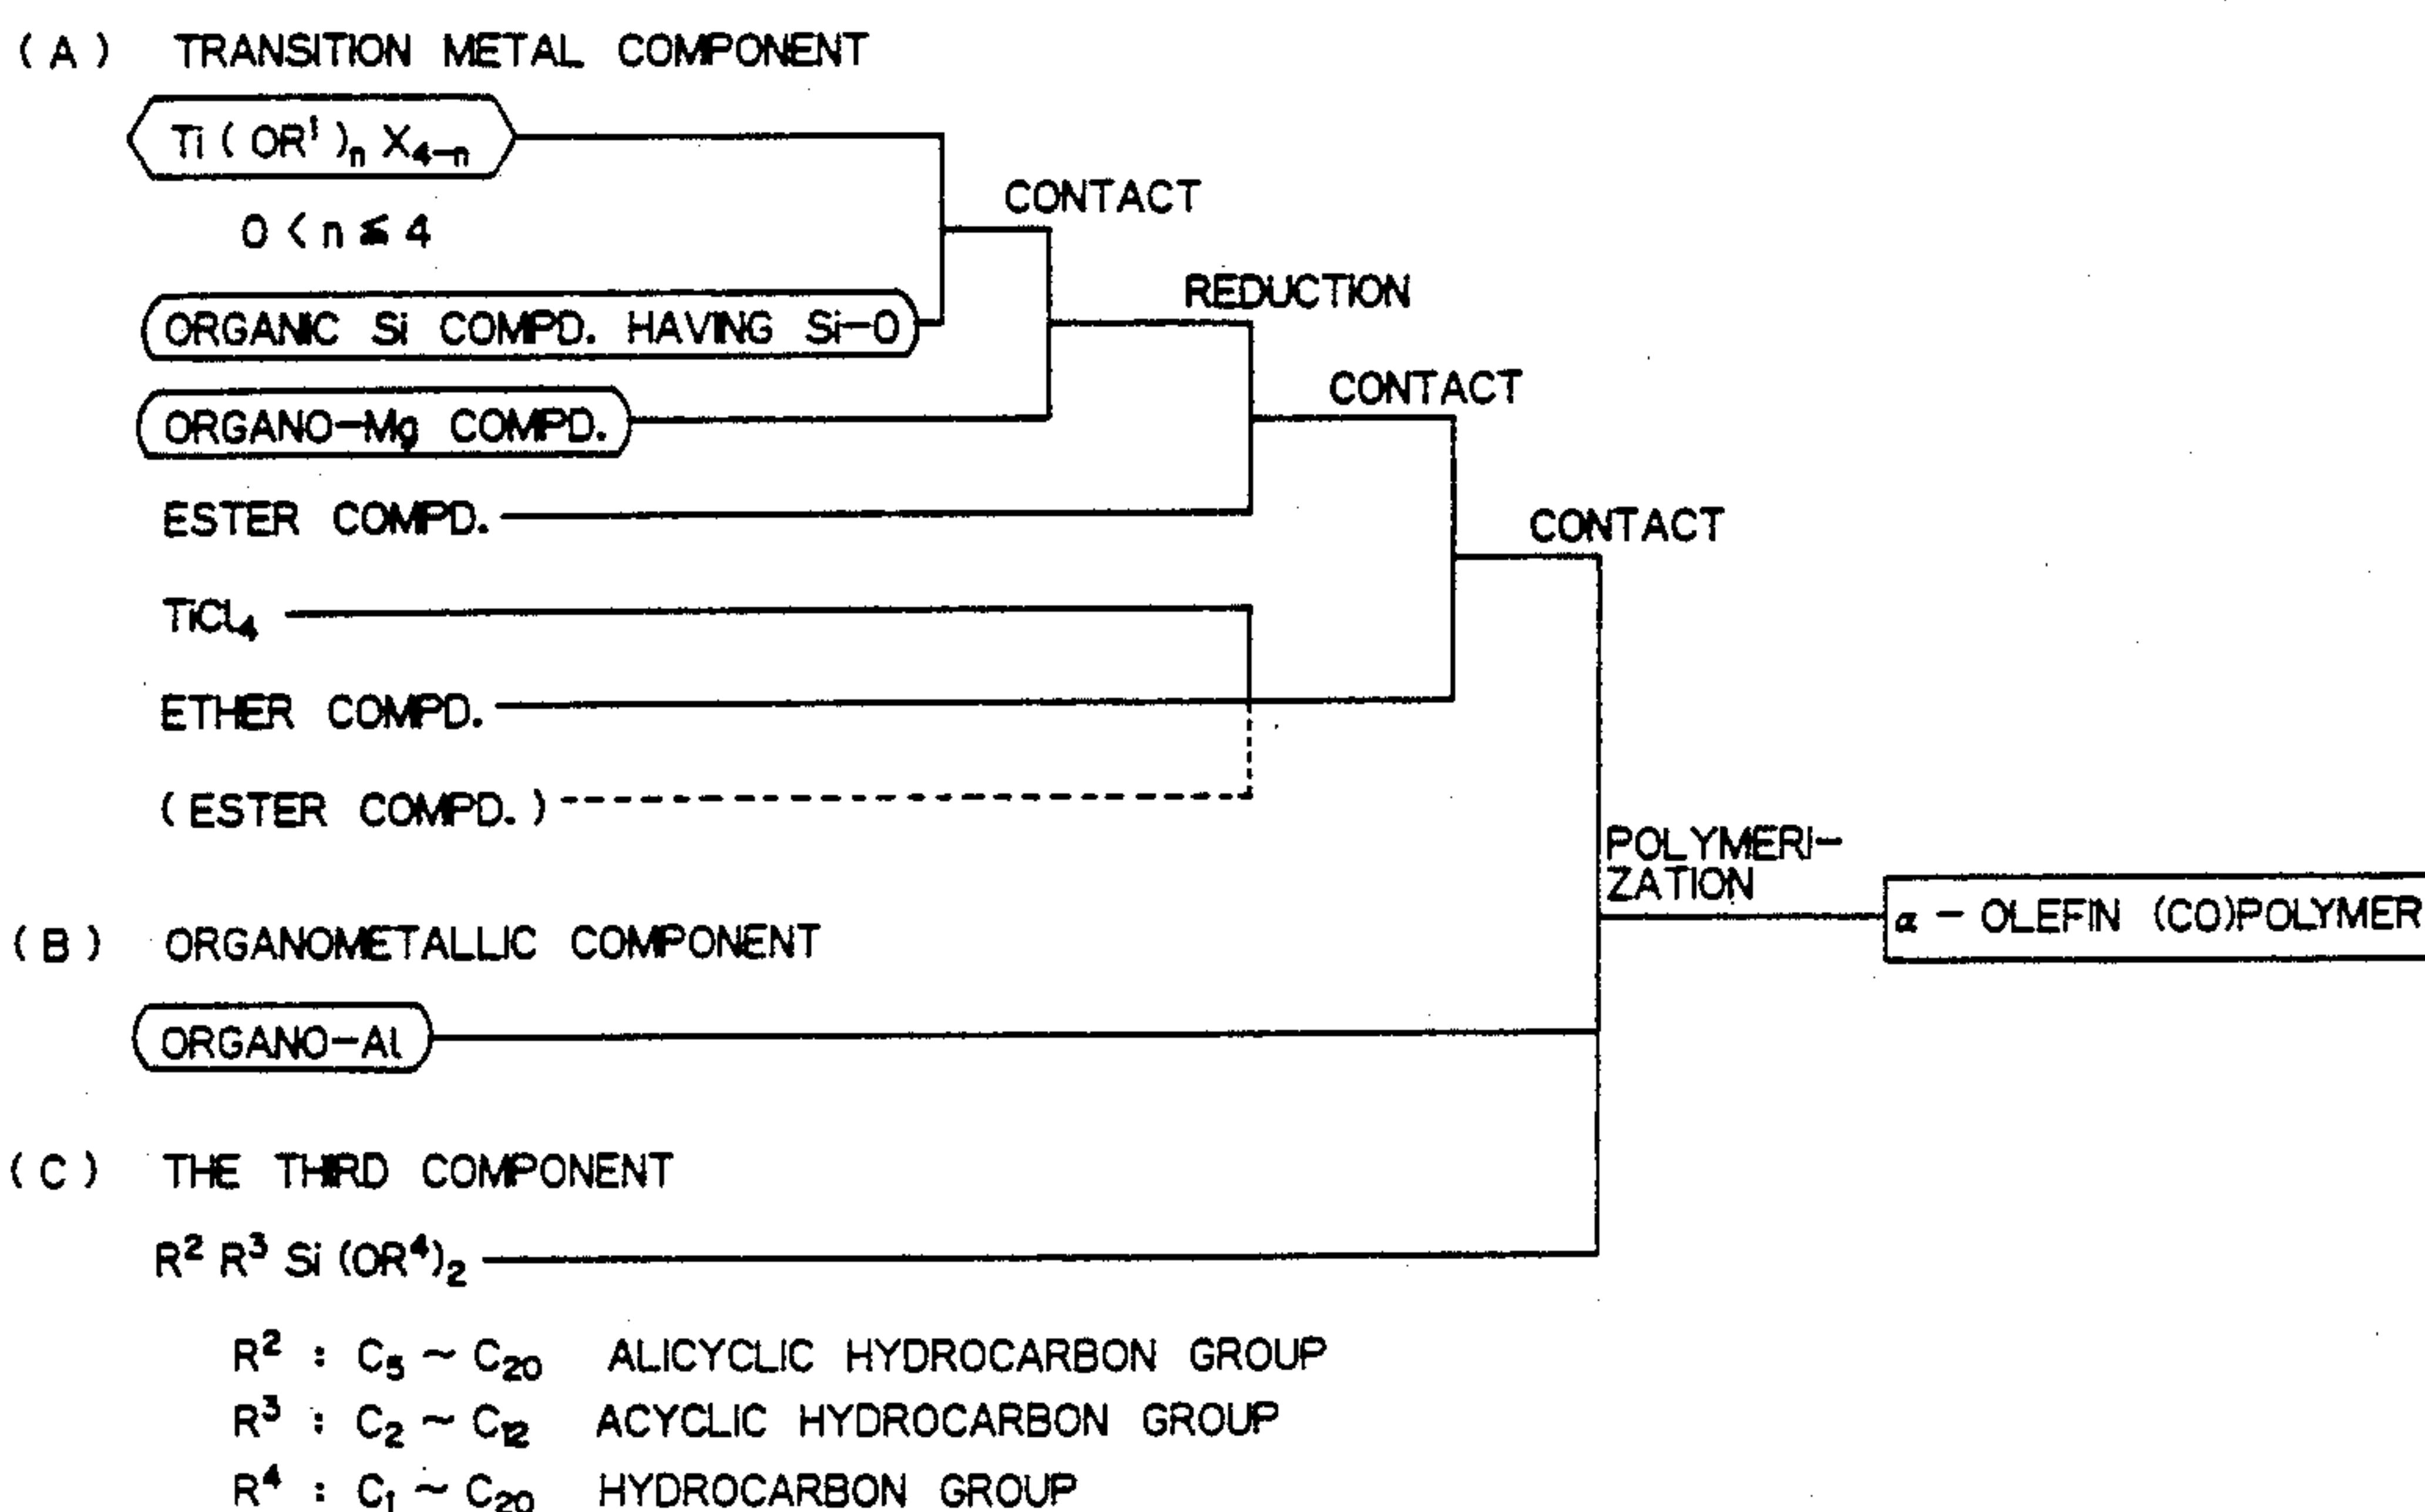 (A) TRANSITION METAL COMPONENT
Ti(OR¹)ₙX₄₋ₙ
CONTACT
0<n≦4
REDUCTION
ORGANIC Si COMPD. HAVING Si-O
CONTACT
ORGANO-Mg COMPD.
ESTER COMPD.
CONTACT
TiCl₄
ETHER COMPD.
(ESTER COMPD.)
POLYMERI-
ZATION
α - OLEFIN (CO)POLYMER
(B) ORGANOMETALLIC COMPONENT
ORGANO-Al
(C) THE THIRD COMPONENT
R² R³ Si (OR⁴)₂
R² : C₅ ~ C₂₀ ALICYCLIC HYDROCARBON GROUP
R³ : C₂ ~ C₁₂ ACYCLIC HYDROCARBON GROUP
R⁴ : C₁ ~ C₂₀ HYDROCARBON GROUP